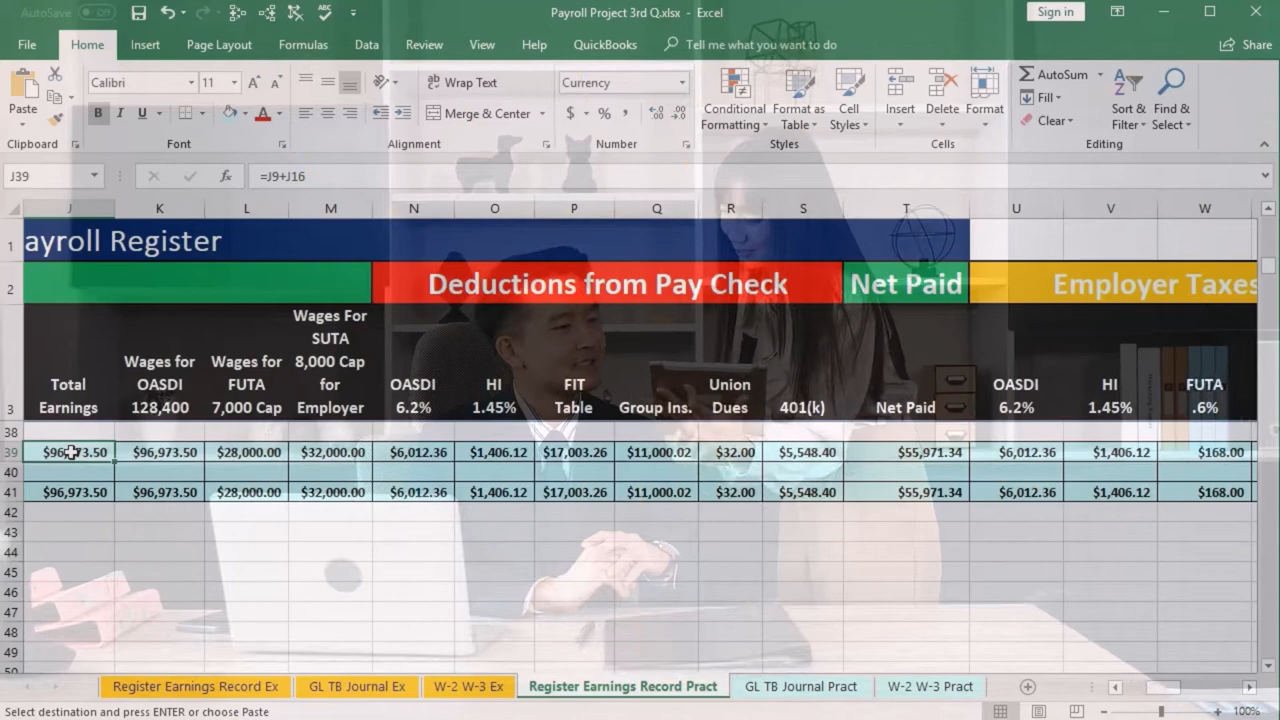 AutoSave Off Payroll Project 3rd Q.xlsx - Excel Sign in
File Home Insert Page Layout Formulas Data Review View Help QuickBooks Tell me what you want to do Share
Paste Calibri 11 Wrap Text Currency Conditional Formatting Format as Table Cell Styles Insert Delete Format AutoSum Sort & Filter Find & Select
B I U A Merge & Center $ % , Fill
Clear
Clipboard Font Alignment Number Styles Cells Editing
J39 fx =J9+J16
J K L M N O P Q R S T U V W
1 ayroll Register
2 Deductions from Pay Check Net Paid Employer Taxes
Wages For
SUTA
Wages for Wages for 8,000 Cap
Total OASDI FUTA for OASDI HI FIT Union OASDI HI FUTA
3 Earnings 128,400 7,000 Cap Employer 6.2% 1.45% Table Group Ins. Dues 401(k) Net Paid 6.2% 1.45% .6%
38
39 $96,973.50 $96,973.50 $28,000.00 $32,000.00 $6,012.36 $1,406.12 $17,003.26 $11,000.02 $32.00 $5,548.40 $55,971.34 $6,012.36 $1,406.12 $168.00
40
41 $96,973.50 $96,973.50 $28,000.00 $32,000.00 $6,012.36 $1,406.12 $17,003.26 $11,000.02 $32.00 $5,548.40 $55,971.34 $6,012.36 $1,406.12 $168.00
42
43
44
45
46
47
48
49
50
Register Earnings Record Ex GL TB Journal Ex W-2 W-3 Ex Register Earnings Record Pract GL TB Journal Pract W-2 W-3 Pract
Select destination and press ENTER or choose Paste 100%